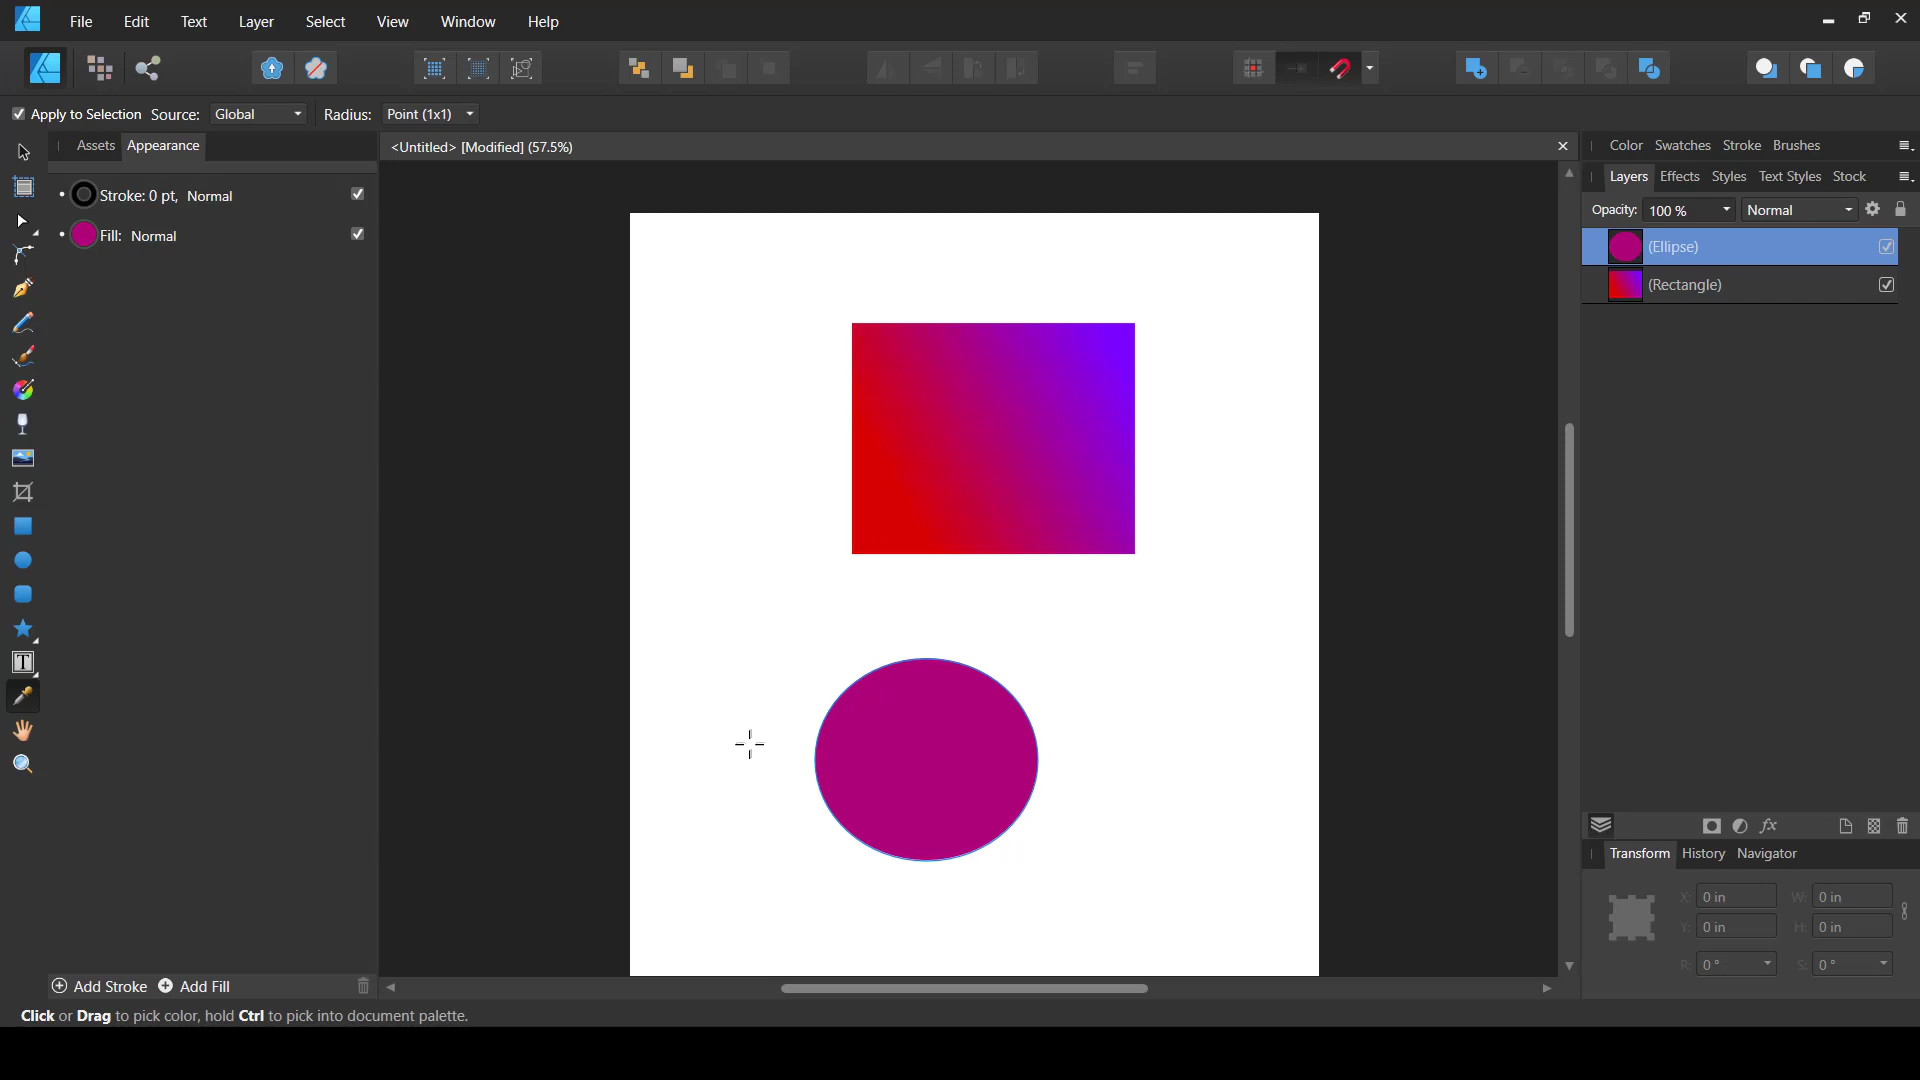 File Edit Text Layer Select View Window Help
Apply to Selection Source: Global Radius: Point (1x1)
Assets Appearance
<Untitled> [Modified] (57.5%)
Color Swatches Stroke Brushes
Stroke: 0 pt, Normal
Fill: Normal
Layers Effects Styles Text Styles Stock
Opacity: 100 % Normal
(Ellipse)
(Rectangle)
T
fx
Transform History Navigator
X: 0 in W: 0 in
Y: 0 in H: 0 in
R: 0 ° S: 0 °
Add Stroke Add Fill
Click or Drag to pick color, hold Ctrl to pick into document palette.